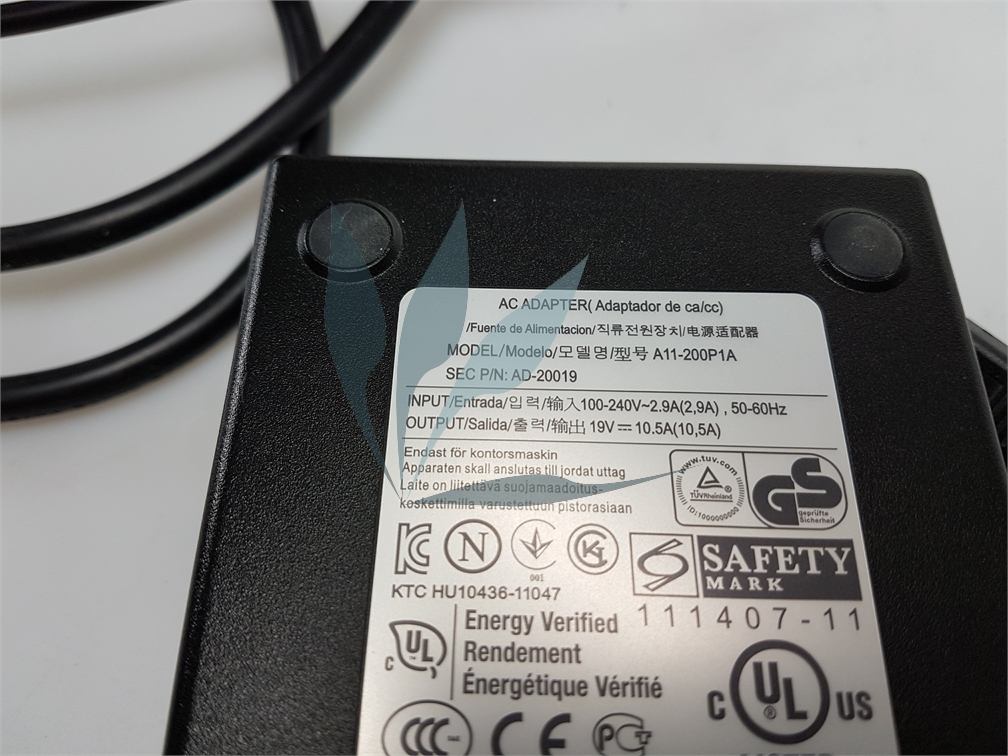 AC ADAPTER( Adaptador de ca/cc)
/Fuente de Alimentacion/직류전원장치/电源适配器
MODEL/Modelo/모델명/型号 A11-200P1A
SEC P/N: AD-20019
INPUT/Entrada/입력/输入100-240V~2.9A(2,9A) , 50-60Hz
OUTPUT/Salida/출력/输出 19V⎓10.5A(10,5A)
Endast för kontorsmaskin
Apparaten skall anslutas till jordat uttag
Laite on liitettävä suojamaadoitus-
koskettimilla varustettuun pistorasiaan
www.tuv.com
TÜVRheinland
ID:1000000000
GS
geprüfte
Sicherheit
N
001
SAFETY
MARK
KTC HU10436-11047
111407-11
c UL
Energy Verified
Rendement
Énergétique Vérifié
C UL US
CCC
CE
LISTED